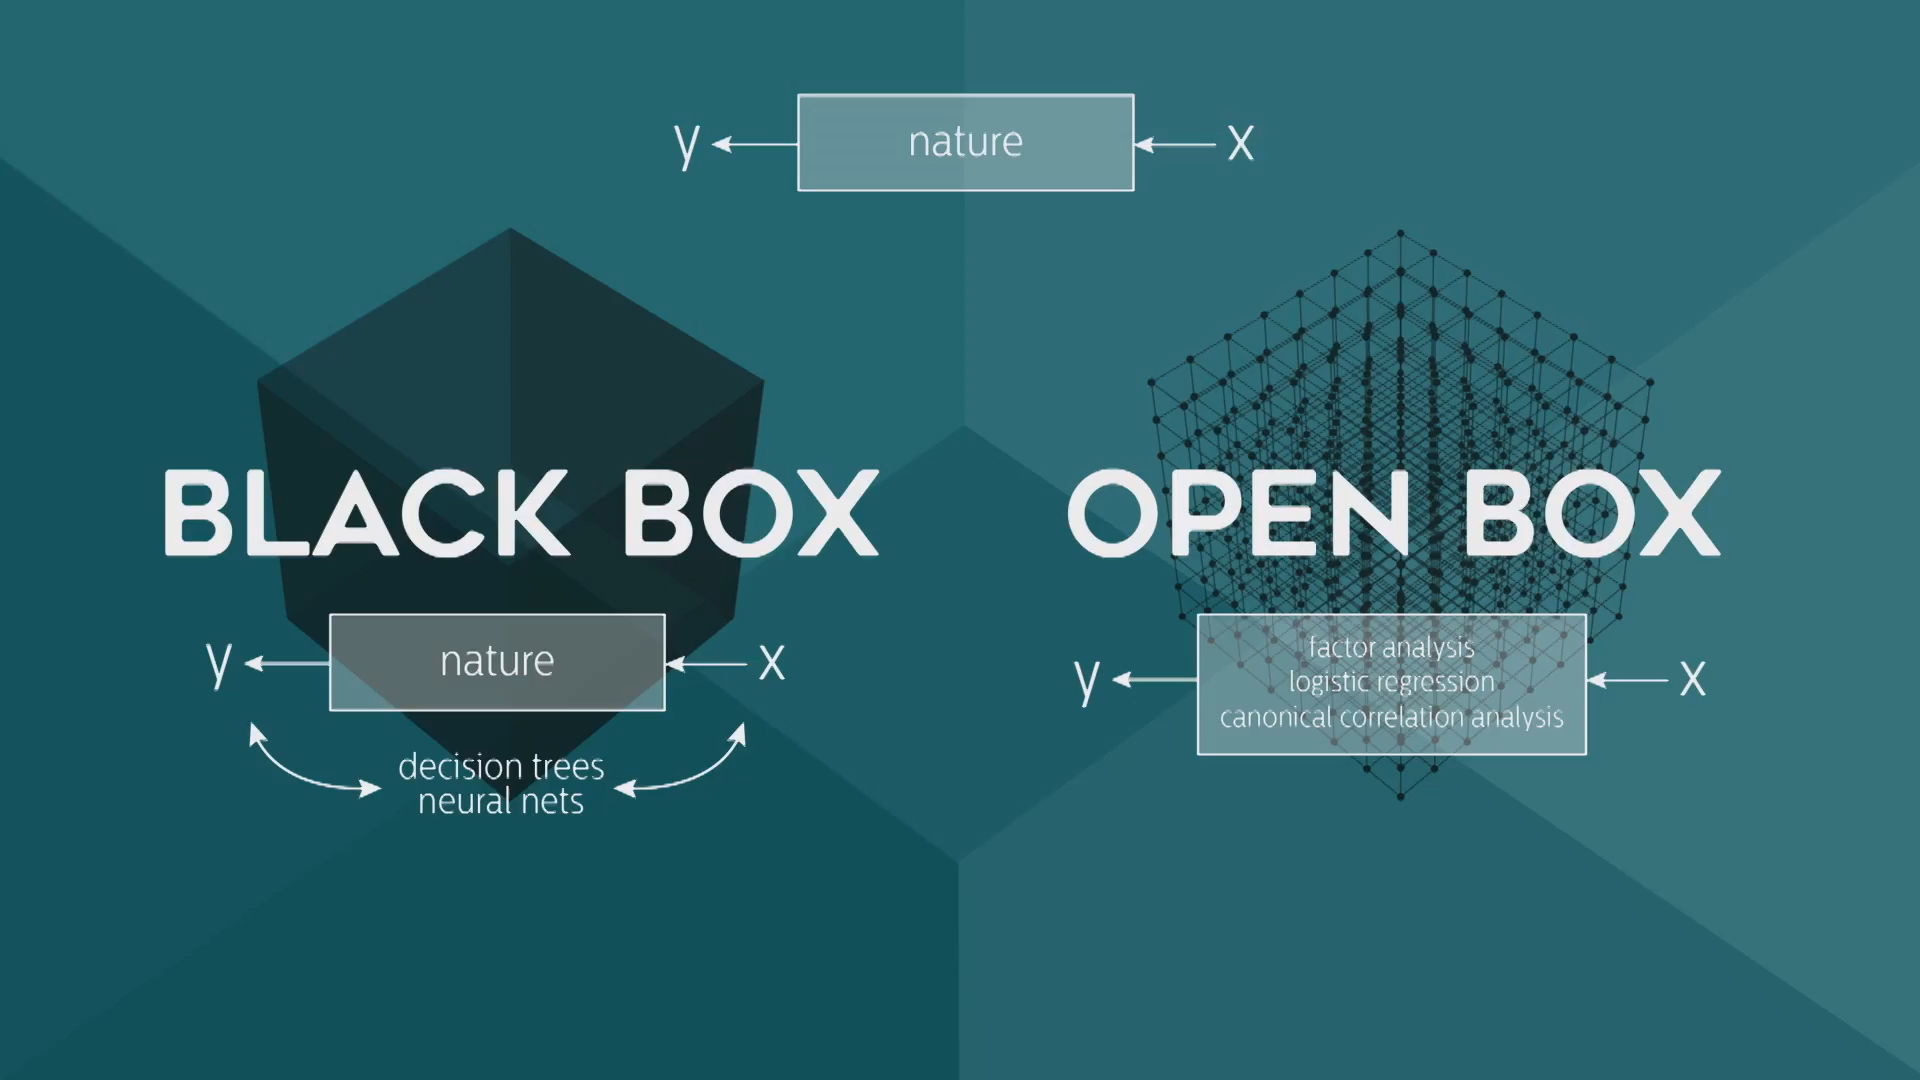 y nature x
BLACK BOX
y nature x
decision trees
neural nets
OPEN BOX
y
factor analysis
logistic regression
canonical correlation analysis
x